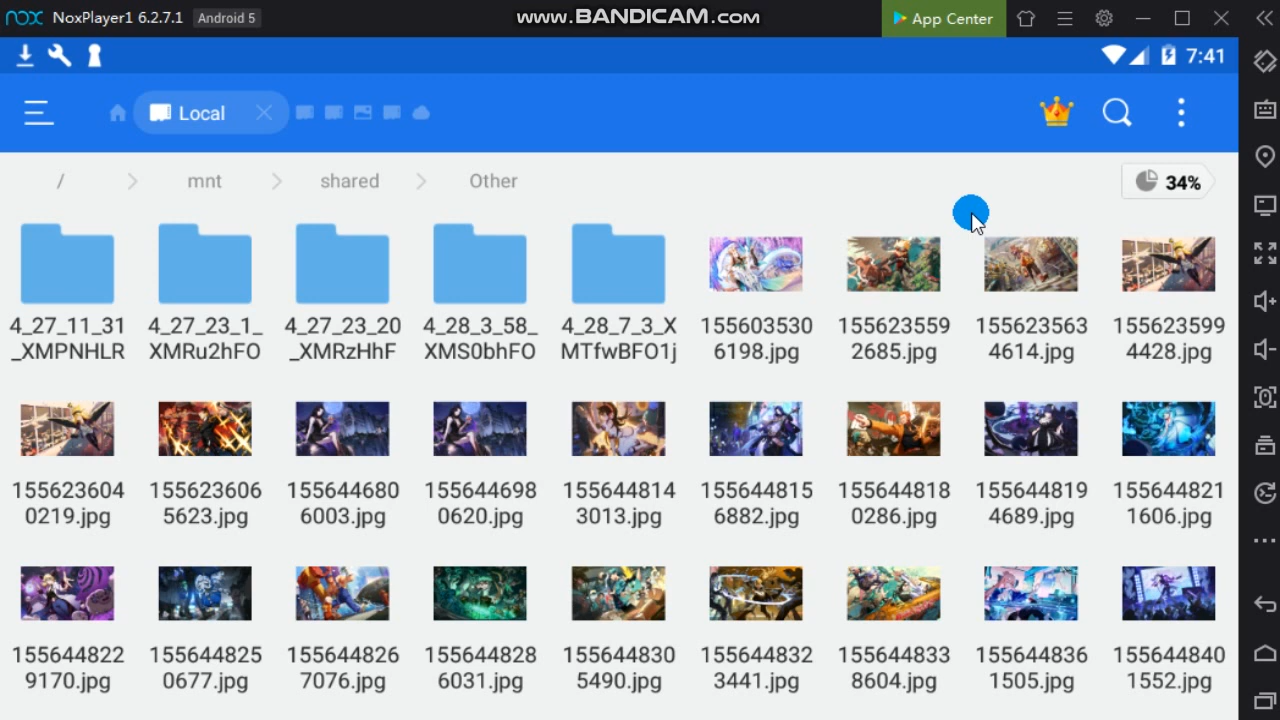 nox NoxPlayer1 6.2.7.1 Android 5 www.BANDICAM.com App Center
7:41
Local
/ mnt shared Other 34%
4_27_11_31 4_27_23_1_ 4_27_23_20 4_28_3_58_ 4_28_7_3_X 155603530 155623559 155623563 155623599
_XMPNHLR XMRu2hFO _XMRzHhF XMS0bhFO MTfwBFO1j 6198.jpg 2685.jpg 4614.jpg 4428.jpg
155623604 155623606 155644680 155644698 155644814 155644815 155644818 155644819 155644821
0219.jpg 5623.jpg 6003.jpg 0620.jpg 3013.jpg 6882.jpg 0286.jpg 4689.jpg 1606.jpg
155644822 155644825 155644826 155644828 155644830 155644832 155644833 155644836 155644840
9170.jpg 0677.jpg 7076.jpg 6031.jpg 5490.jpg 3441.jpg 8604.jpg 1505.jpg 1552.jpg